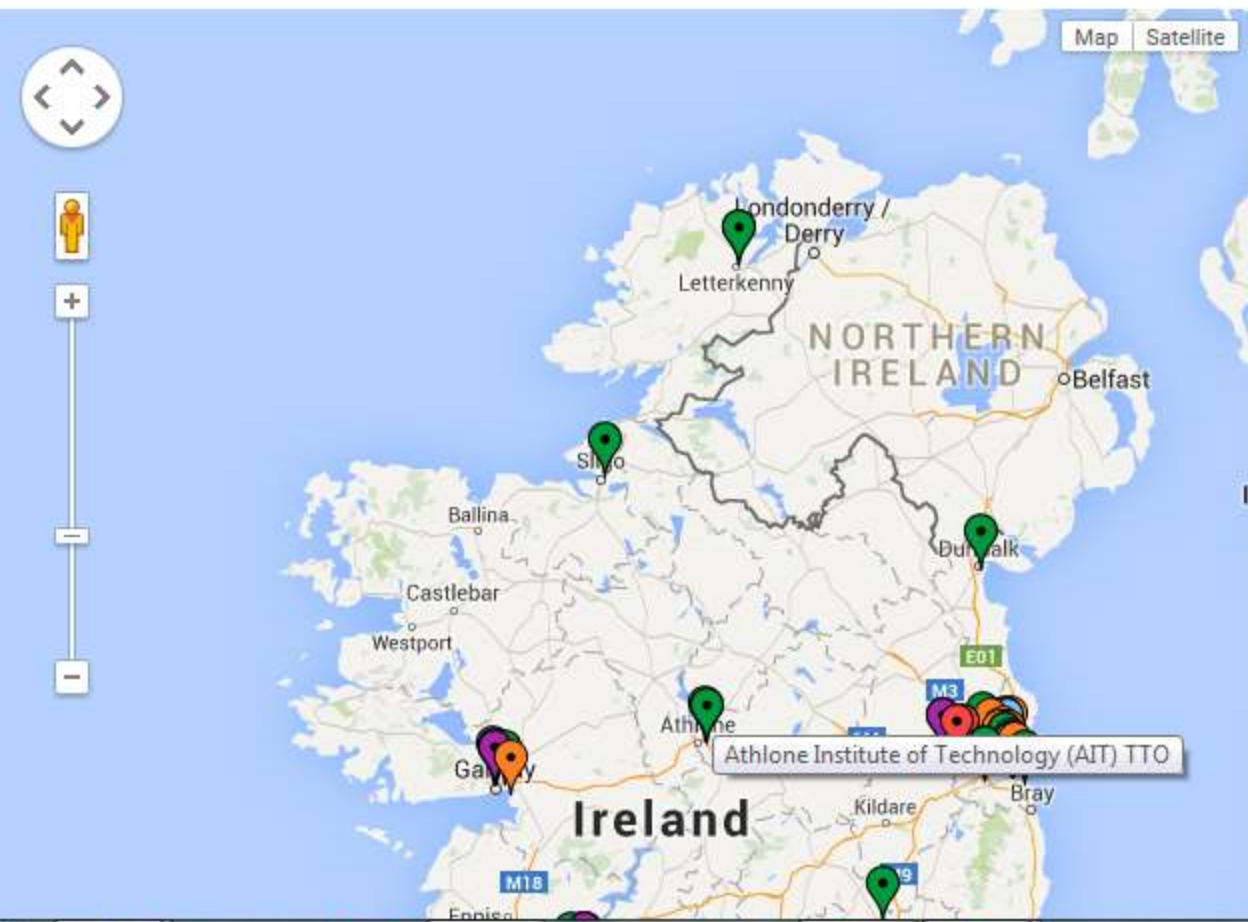 Map
Satellite
Londonderry /
Derry
Letterkenny
NORTHERN
IRELAND
Belfast
Ballina
Castlebar
Westport
E01
M3
Athlone Institute of Technology (AIT) TTO
Ireland
Kildare
Bray
M18